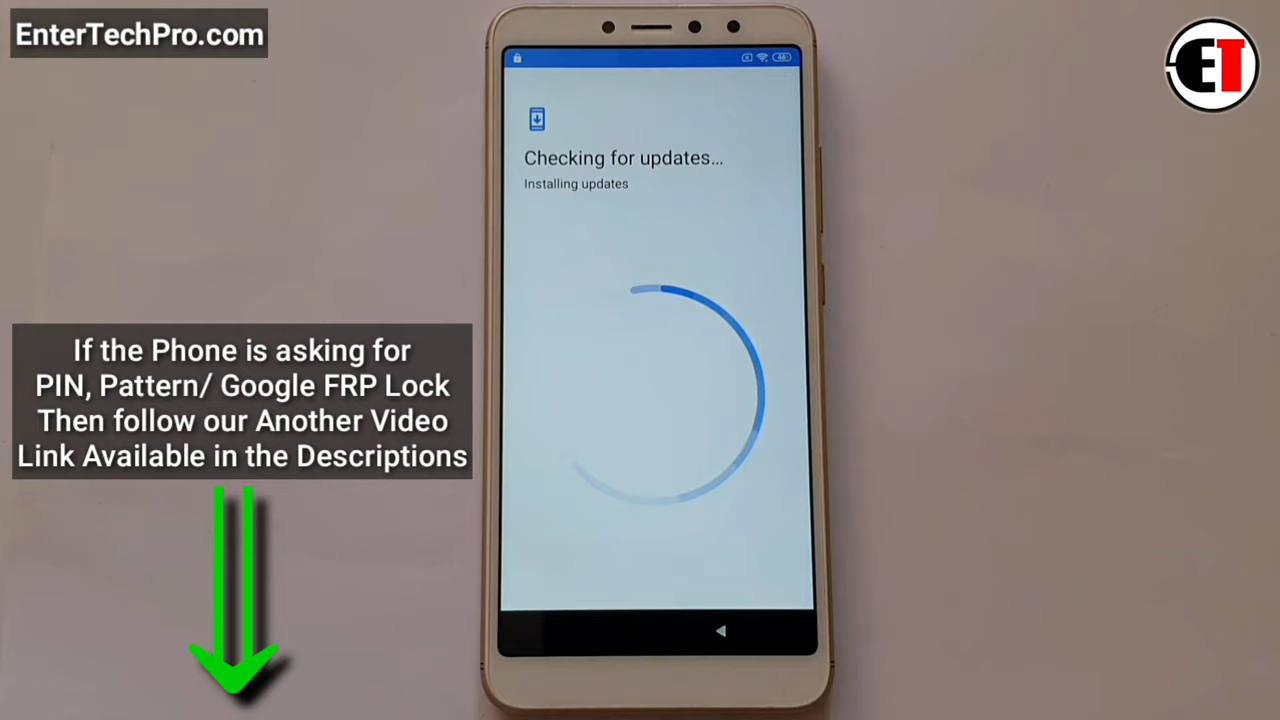 EnterTechPro.com
ET
Checking for updates...
Installing updates
If the Phone is asking for
PIN, Pattern/ Google FRP Lock
Then follow our Another Video
Link Available in the Descriptions